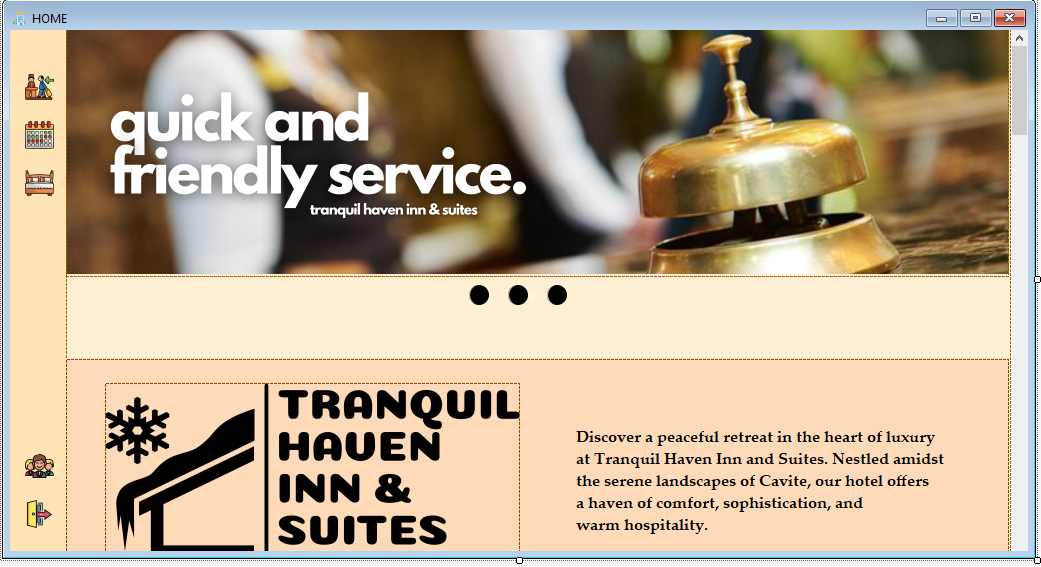 HOME
quick and
friendly service.
tranquil haven inn & suites
TRANQUIL
HAVEN
INN &
SUITES
Discover a peaceful retreat in the heart of luxury
at Tranquil Haven Inn and Suites. Nestled amidst
the serene landscapes of Cavite, our hotel offers
a haven of comfort, sophistication, and
warm hospitality.